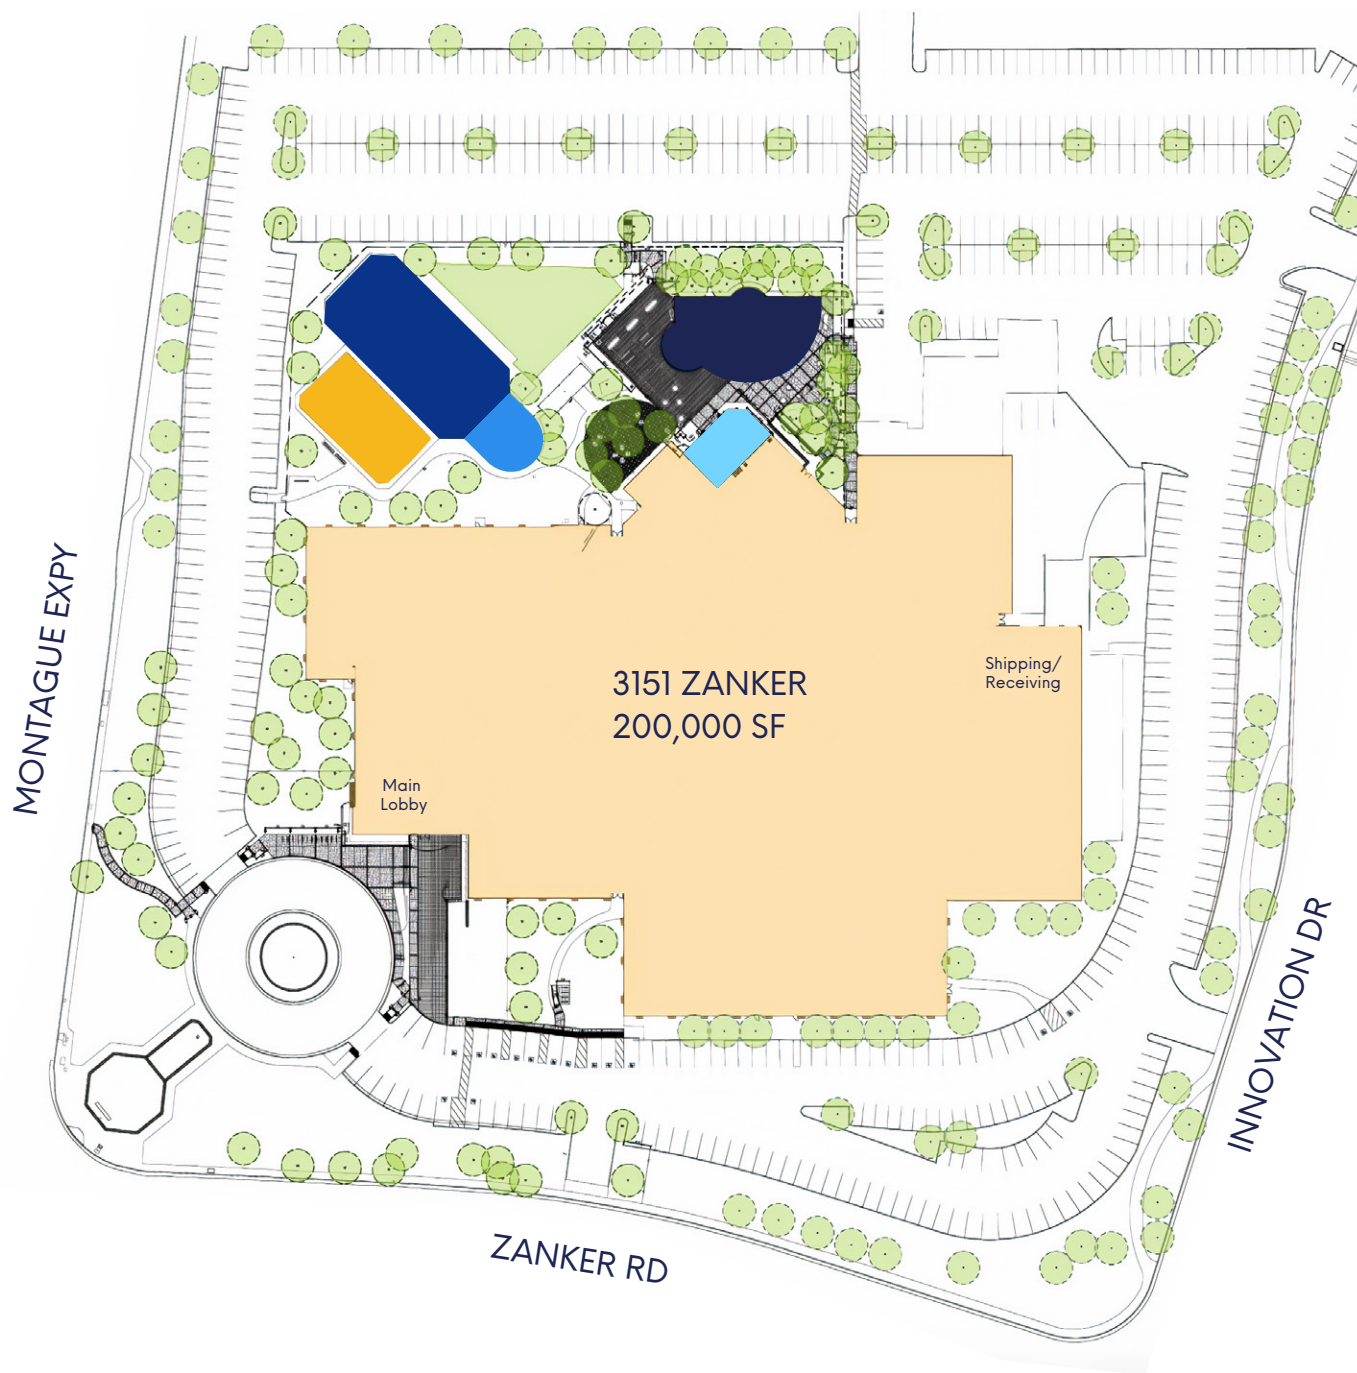 MONTAGUE EXPY
3151 ZANKER
200,000 SF
Shipping/
Receiving
Main
Lobby
INNOVATION DR
ZANKER RD